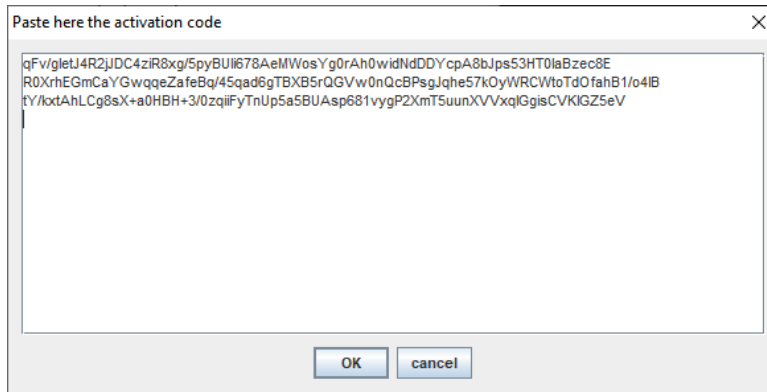 Paste here the activation code
qFv/gletJ4R2jJDC4ziR8xg/5pyBUli678AeMWosYg0rAh0widNdDDYcpA8bJps53HT0laBzec8E
R0XrhEGmCaYGwqqeZafeBq/45qad6gTBXB5rQGVw0nQcBPsgJqhe57kOyWRCWtoTdOfahB1/o4lB
tY/kxtAhLCg8sX+a0HBH+3/0zqiiFyTnUp5a5BUAsp681vygP2XmT5uunXVVxqlGgisCVKlGZ5eV
OK
cancel